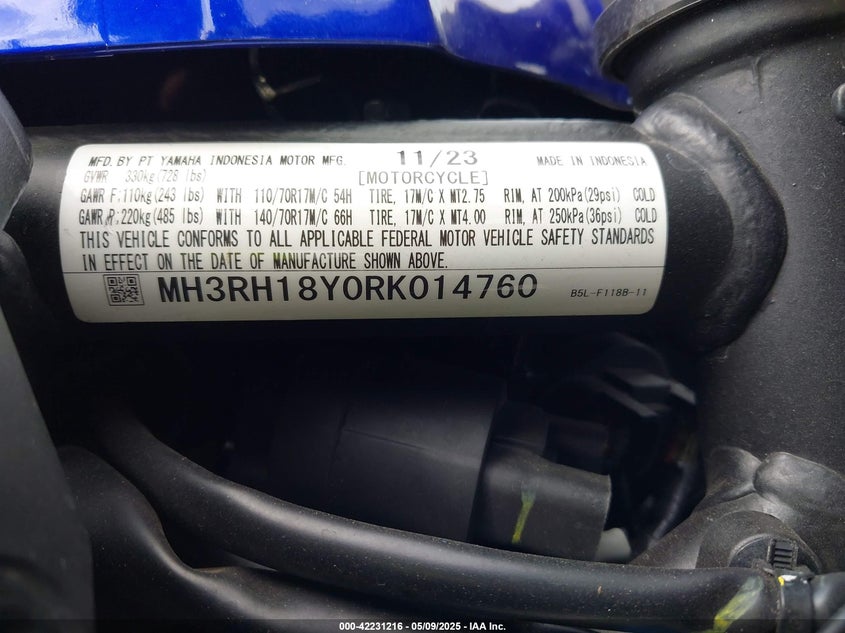 MFD. BY PT YAMAHA INDONESIA MOTOR MFG. 11/23 MADE IN INDONESIA
GVWR 330kg(728 lbs) [MOTORCYCLE]
GAWR F:110kg(243 lbs) WITH 110/70R17M/C 54H TIRE, 17M/C X MT2.75 RIM, AT 200kPa(29psi) COLD
GAWR R:220kg(485 lbs) WITH 140/70R17M/C 66H TIRE, 17M/C X MT4.00 RIM, AT 250kPa(36psi) COLD
THIS VEHICLE CONFORMS TO ALL APPLICABLE FEDERAL MOTOR VEHICLE SAFETY STANDARDS
IN EFFECT ON THE DATE OF MANUFACTURE SHOWN ABOVE.
MH3RH18Y0RK014760 B5L-F118B-11
000-42231216 - 05/09/2025 - IAA Inc.